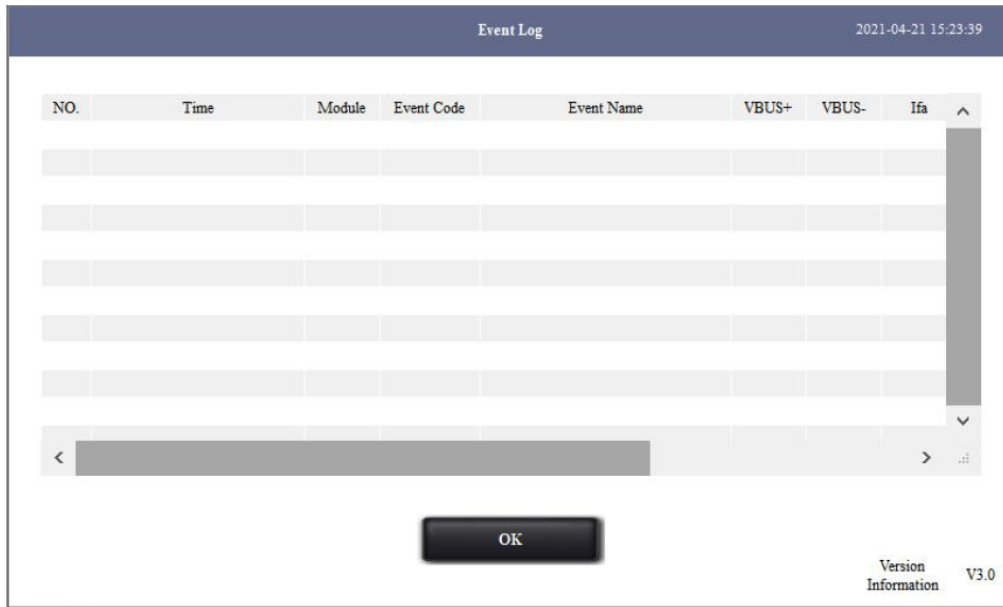 Event Log 2021-04-21 15:23:39
NO. Time Module Event Code Event Name VBUS+ VBUS- Ifa
OK
Version
Information V3.0